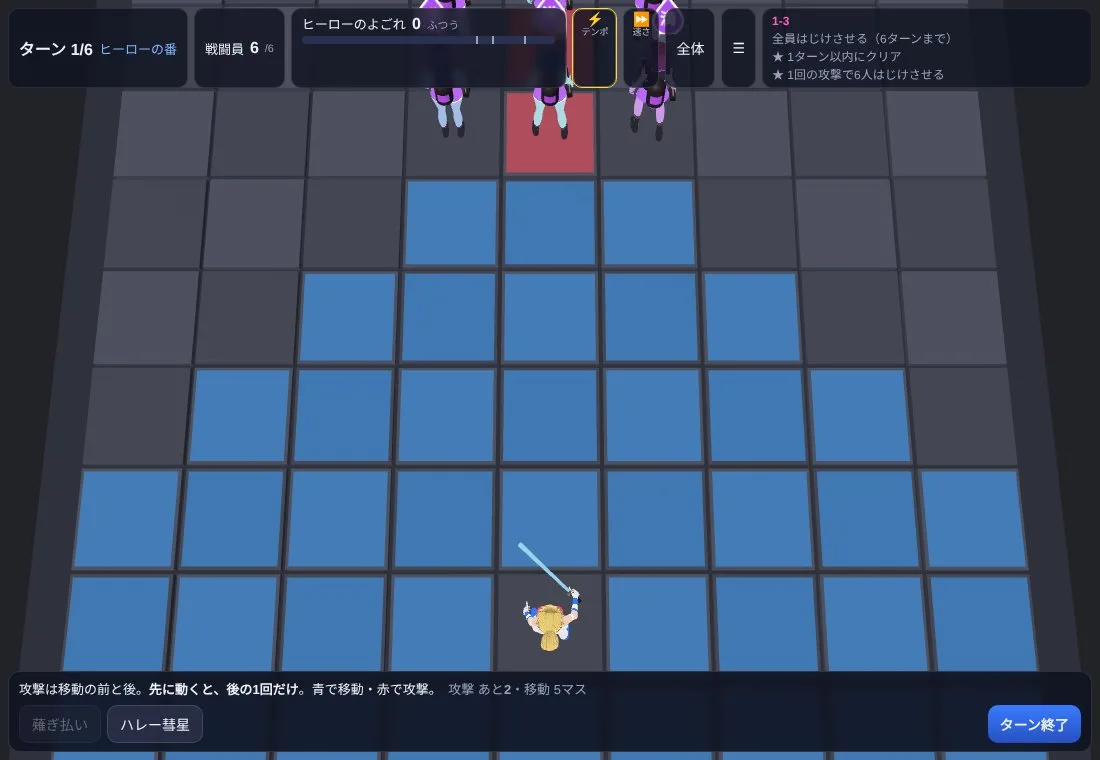 ターン 1/6 ヒーローの番
戦闘員 6 /6
ヒーローのよごれ 0 ふつう
⚡
テンポ
⏩
速さ
全体
☰
1-3
全員はじけさせる（6ターンまで）
★ 1ターン以内にクリア
★ 1回の攻撃で6人はじけさせる
攻撃は移動の前と後。先に動くと、後の1回だけ。青で移動・赤で攻撃。 攻撃 あと2・移動 5マス
薙ぎ払い
ハレー彗星
ターン終了